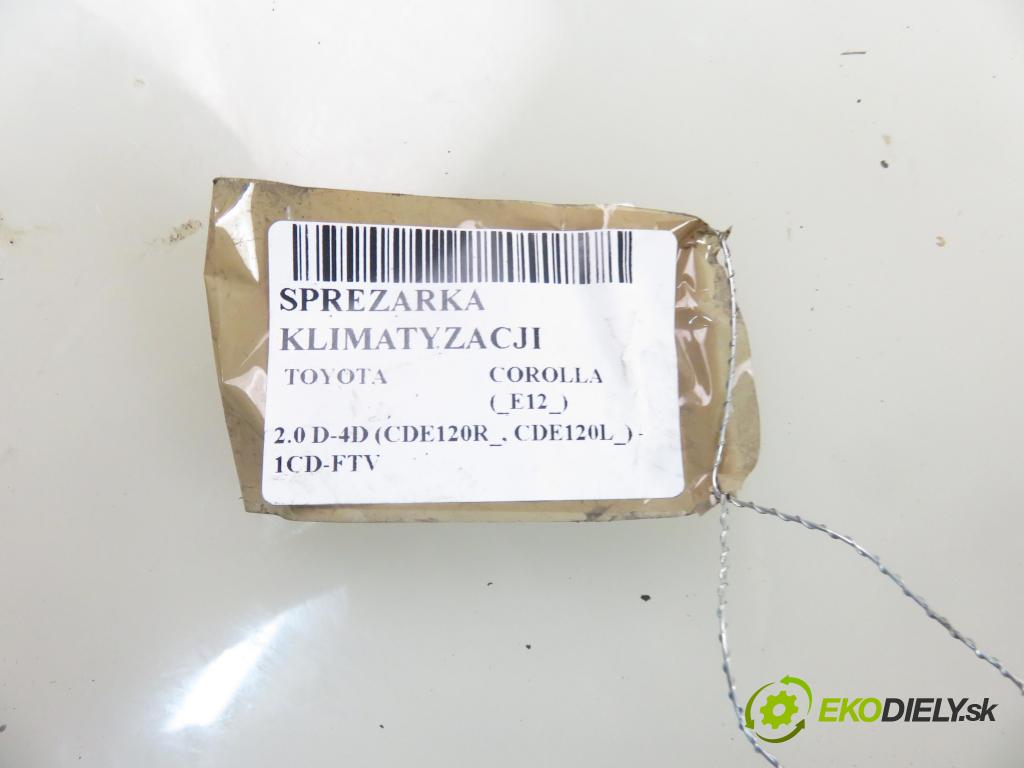 SPREZARKA
KLIMATYZACJI
TOYOTA COROLLA
(_E12_)
2.0 D-4D (CDE120R_, CDE120L_) -
1CD-FTV
EKODIELY.sk